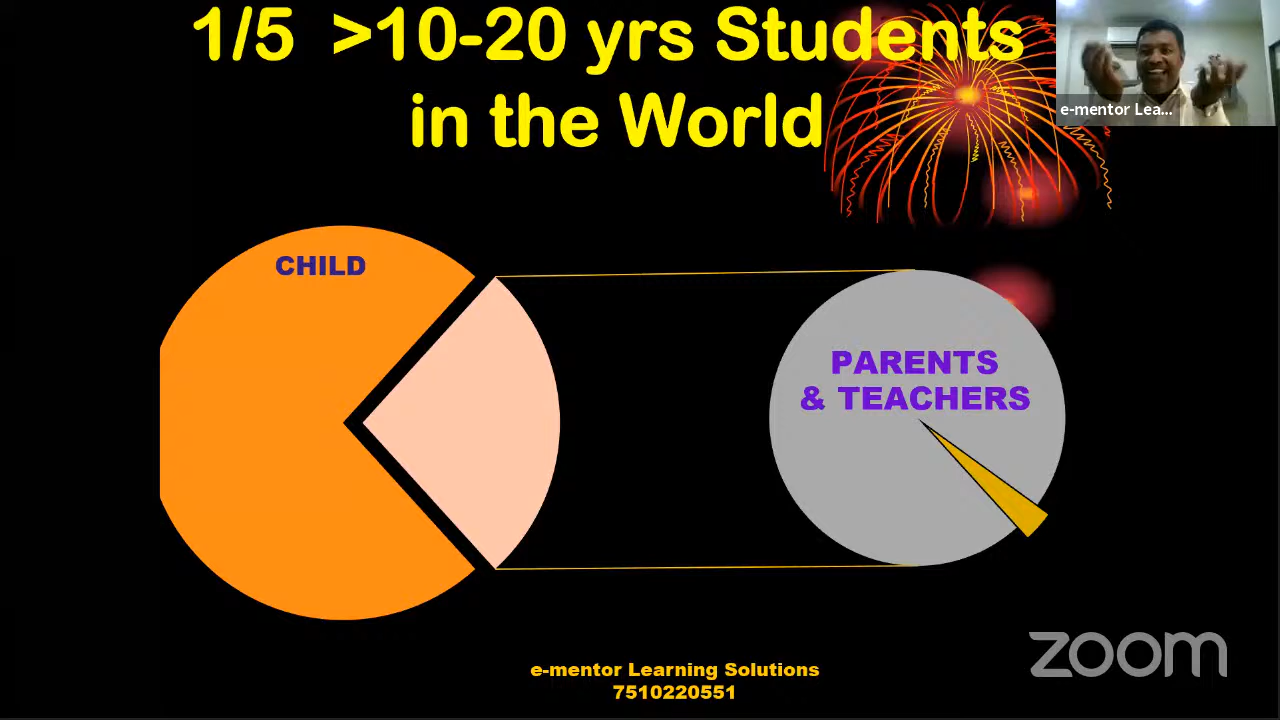 1/5 >10-20 yrs Students
in the World
e-mentor Lea...
CHILD
PARENTS
& TEACHERS
zoom
e-mentor Learning Solutions
7510220551